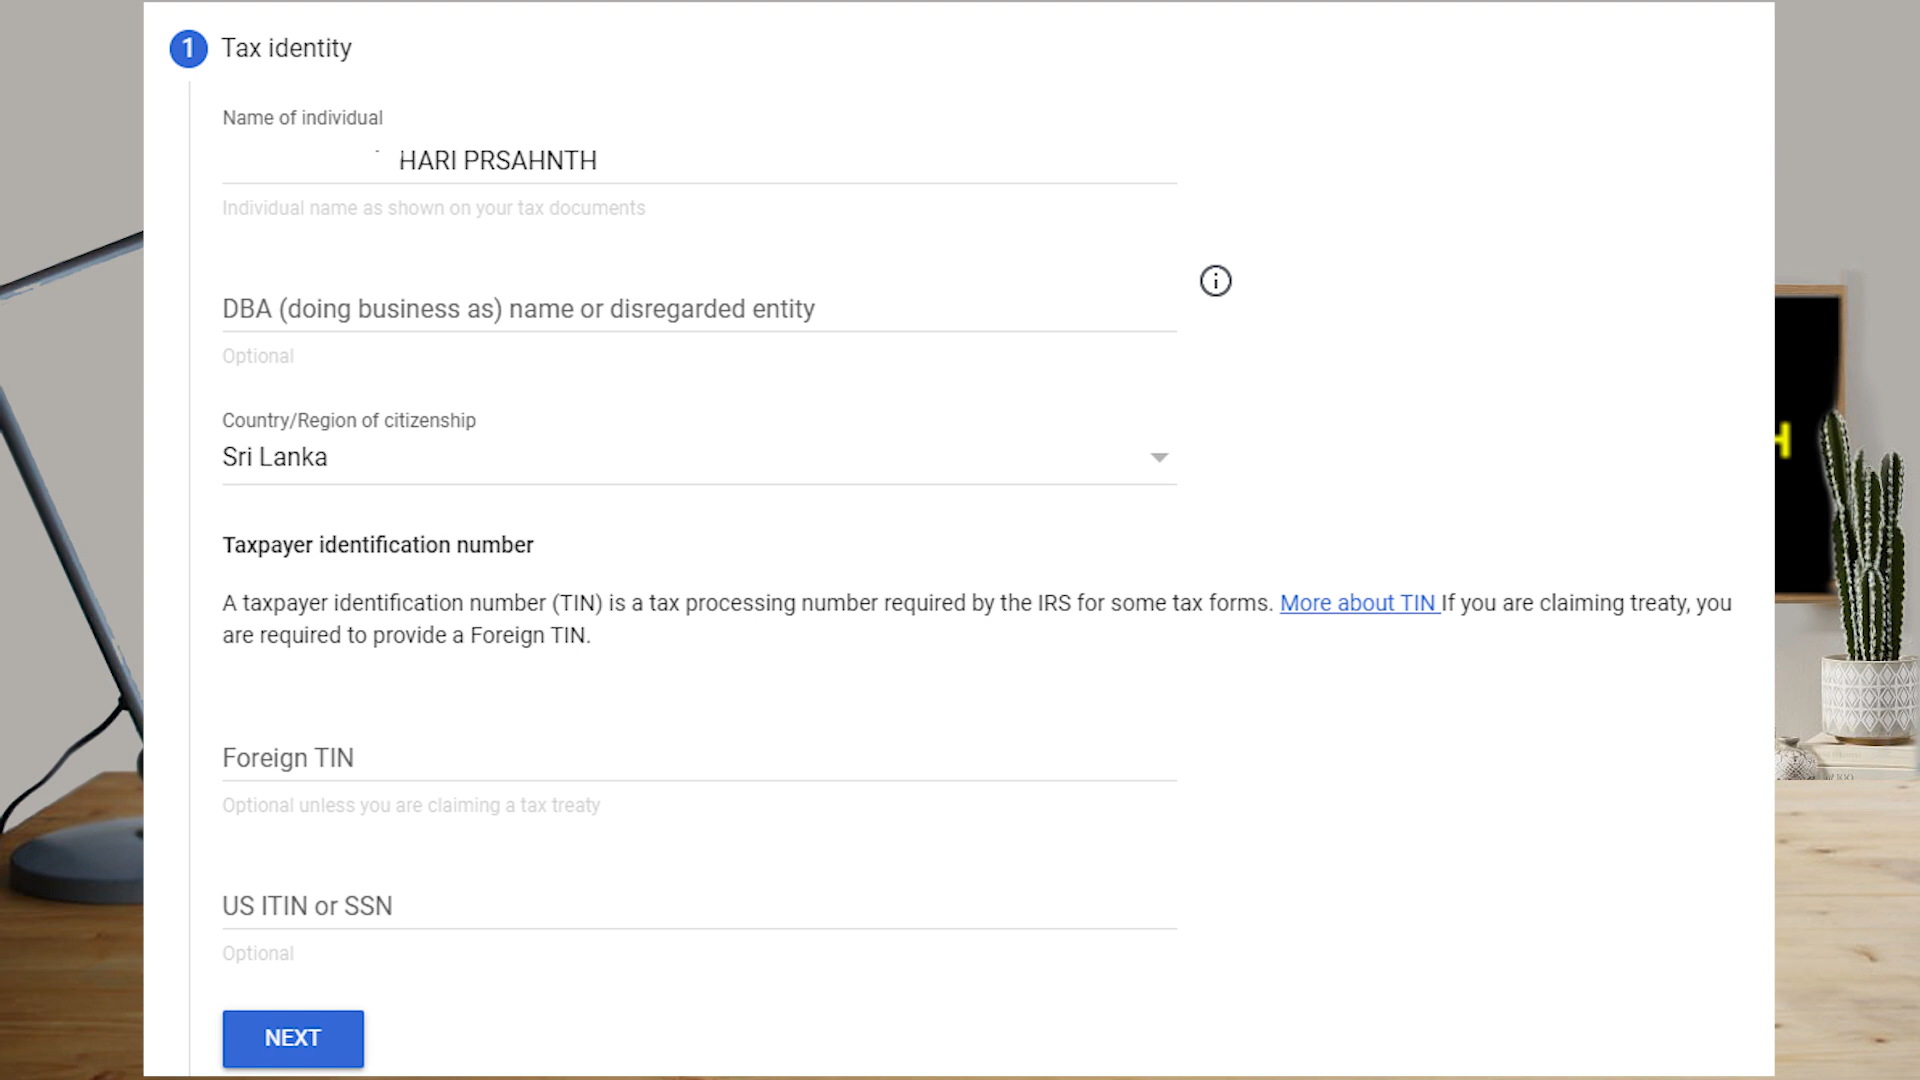 1 Tax identity
Name of individual
HARI PRSAHNTH
Individual name as shown on your tax documents
DBA (doing business as) name or disregarded entity
Optional
Country/Region of citizenship
Sri Lanka
Taxpayer identification number
A taxpayer identification number (TIN) is a tax processing number required by the IRS for some tax forms. More about TIN If you are claiming treaty, you
are required to provide a Foreign TIN.
Foreign TIN
Optional unless you are claiming a tax treaty
US ITIN or SSN
Optional
NEXT